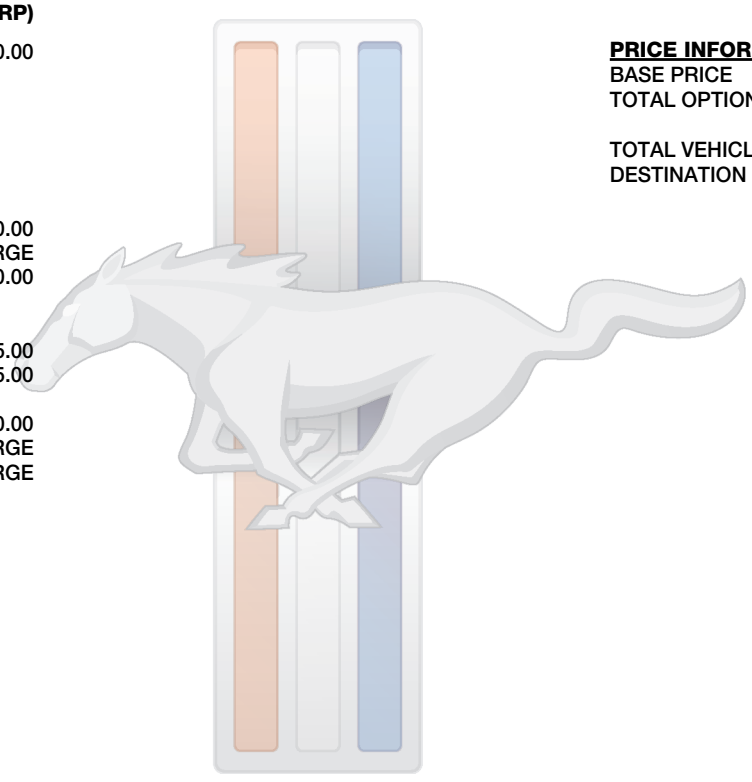 RP)
0.00
0.00
RGE
0.00
5.00
5.00
0.00
RGE
RGE
PRICE INFOR
BASE PRICE
TOTAL OPTION
TOTAL VEHICL
DESTINATION